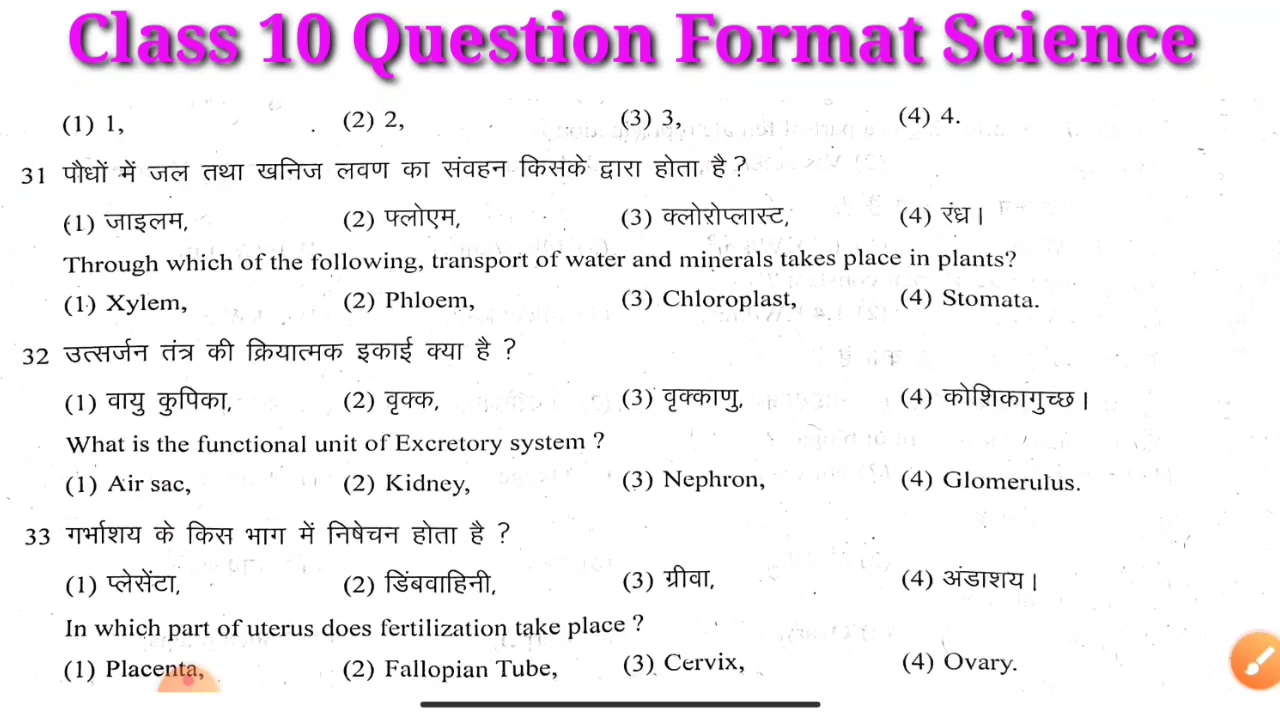 Class 10 Question Format Science
(1) 1, (2) 2, (3) 3, (4) 4.
31 पौधों में जल तथा खनिज लवण का संवहन किसके द्वारा होता है ?
(1) जाइलम, (2) फ्लोएम, (3) क्लोरोप्लास्ट, (4) रंध्र।
Through which of the following, transport of water and minerals takes place in plants?
(1) Xylem, (2) Phloem, (3) Chloroplast, (4) Stomata.
32 उत्सर्जन तंत्र की क्रियात्मक इकाई क्या है ?
(1) वायु कुपिका, (2) वृक्क, (3) वृक्काणु, (4) कोशिकागुच्छ।
What is the functional unit of Excretory system ?
(1) Air sac, (2) Kidney, (3) Nephron, (4) Glomerulus.
33 गर्भाशय के किस भाग में निषेचन होता है ?
(1) प्लेसेंटा, (2) डिंबवाहिनी, (3) ग्रीवा, (4) अंडाशय।
In which part of uterus does fertilization take place ?
(1) Placenta, (2) Fallopian Tube, (3) Cervix, (4) Ovary.